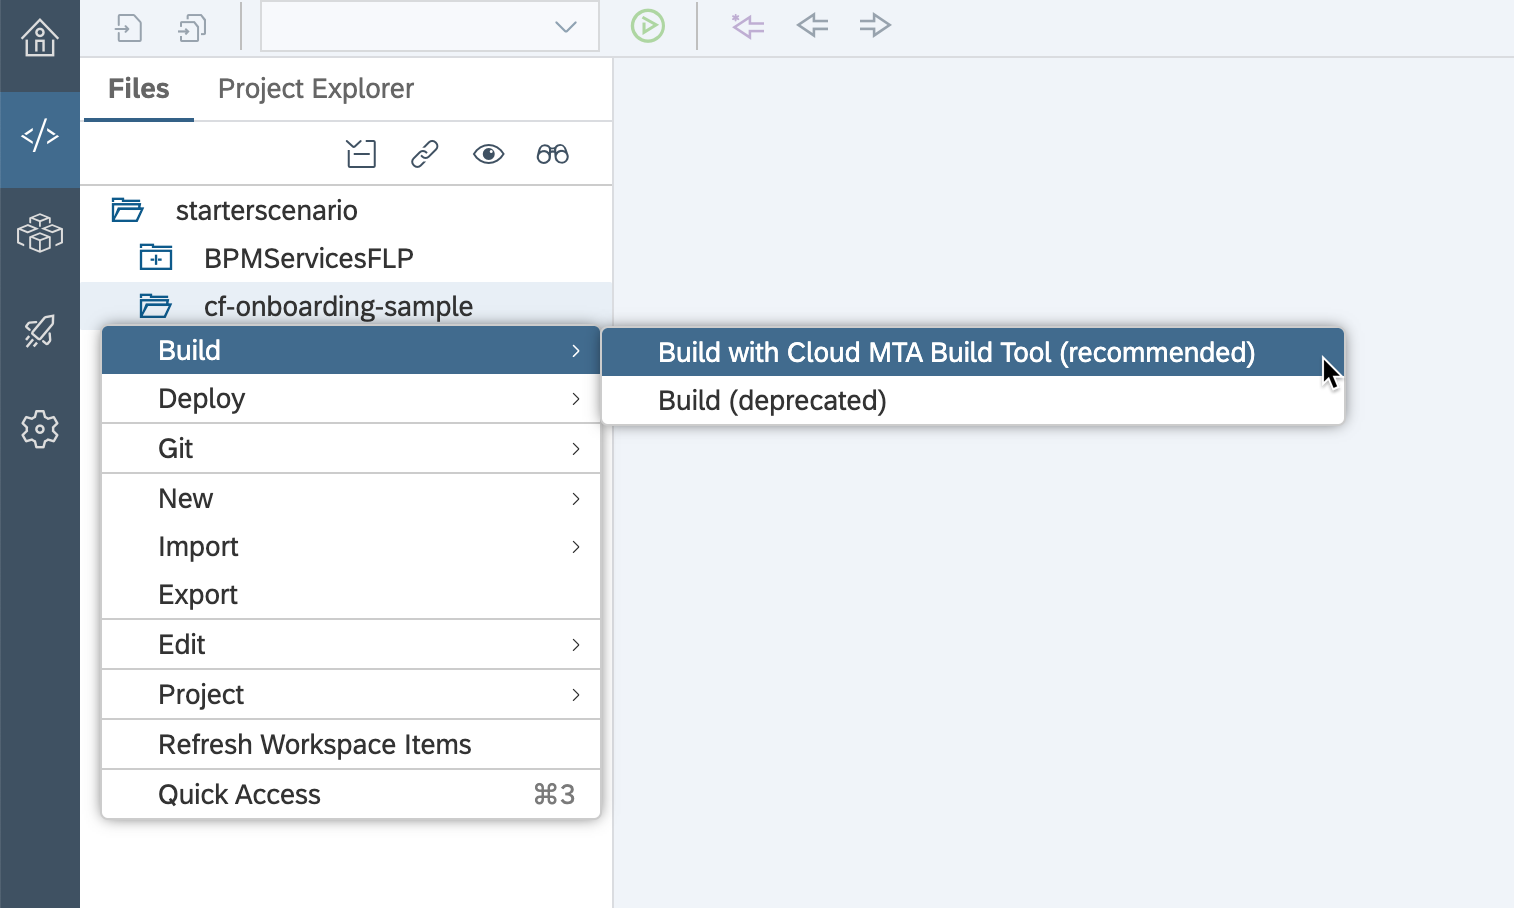 Files
Project Explorer
starterscenario
BPMServicesFLP
cf-onboarding-sample
Build
Build with Cloud MTA Build Tool (recommended)
Build (deprecated)
Deploy
Git
New
Import
Export
Edit
Project
Refresh Workspace Items
Quick Access ⌘3